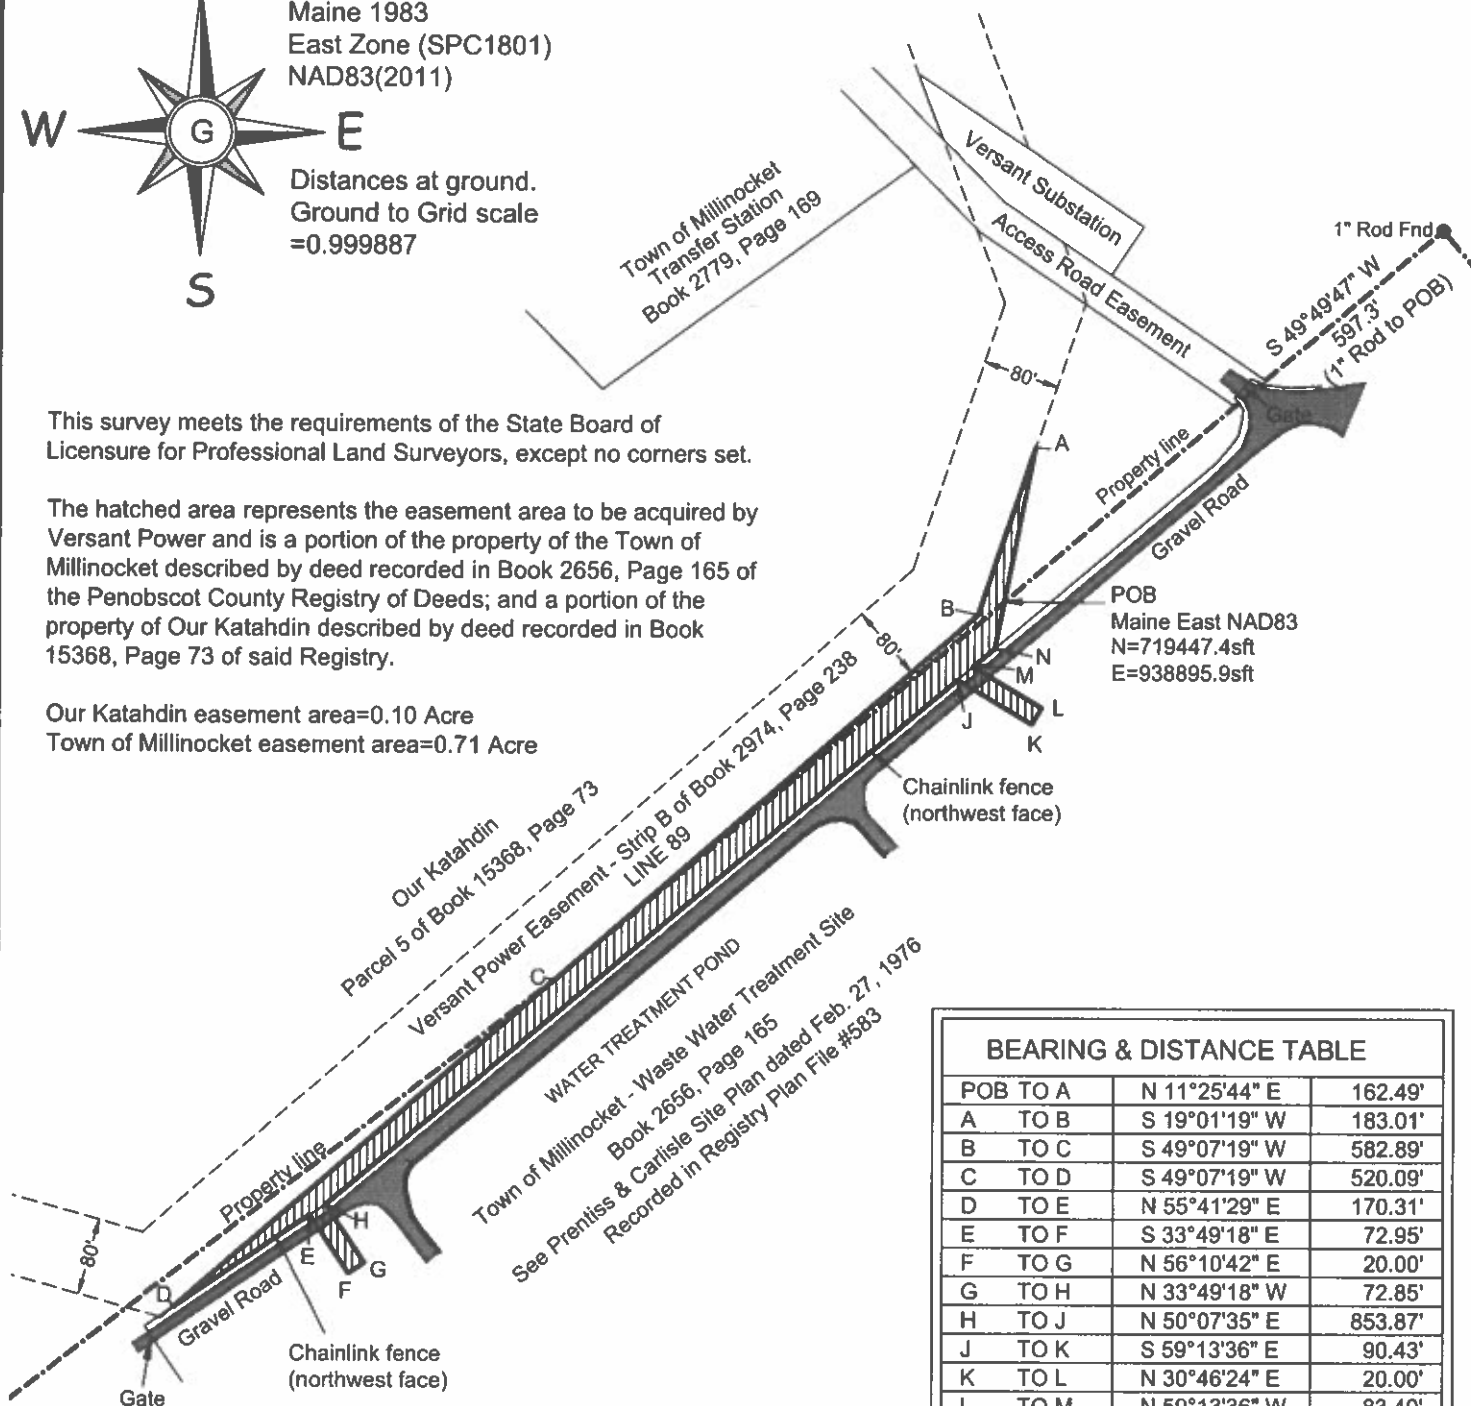 Maine 1983
East Zone (SPC1801)
NAD83(2011)
W
G
E
S
Distances at ground.
Ground to Grid scale
=0.999887
Town of Millinocket
Transfer Station
Book 2779, Page 169
Versant Substation
Access Road Easement
1" Rod Fnd
S 49°49'47" W
597.3'
(1" Rod to POB)
Gate
80'
A
Property line
Gravel Road
This survey meets the requirements of the State Board of
Licensure for Professional Land Surveyors, except no corners set.
The hatched area represents the easement area to be acquired by
Versant Power and is a portion of the property of the Town of
Millinocket described by deed recorded in Book 2656, Page 165 of
the Penobscot County Registry of Deeds; and a portion of the
property of Our Katahdin described by deed recorded in Book
15368, Page 73 of said Registry.
Our Katahdin easement area=0.10 Acre
Town of Millinocket easement area=0.71 Acre
B
POB
Maine East NAD83
N=719447.4sft
E=938895.9sft
80'
N
M
L
J
K
Chainlink fence
(northwest face)
Our Katahdin
Parcel 5 of Book 15368, Page 73
Versant Power Easement - Strip B of Book 2974, Page 238
LINE 89
C
WATER TREATMENT POND
Town of Millinocket - Waste Water Treatment Site
Book 2656, Page 165
See Prentiss & Carlisle Site Plan dated Feb. 27, 1976
Recorded in Registry Plan File #583
Property line
80'
D
E
H
F
G
Gravel Road
Chainlink fence
(northwest face)
Gate
BEARING & DISTANCE TABLE
POB TO A N 11°25'44" E 162.49'
A TO B S 19°01'19" W 183.01'
B TO C S 49°07'19" W 582.89'
C TO D S 49°07'19" W 520.09'
D TO E N 55°41'29" E 170.31'
E TO F S 33°49'18" E 72.95'
F TO G N 56°10'42" E 20.00'
G TO H N 33°49'18" W 72.85'
H TO J N 50°07'35" E 853.87'
J TO K S 59°13'36" E 90.43'
K TO L N 30°46'24" E 20.00'
L TO M N 59°13'36" W 83.40'